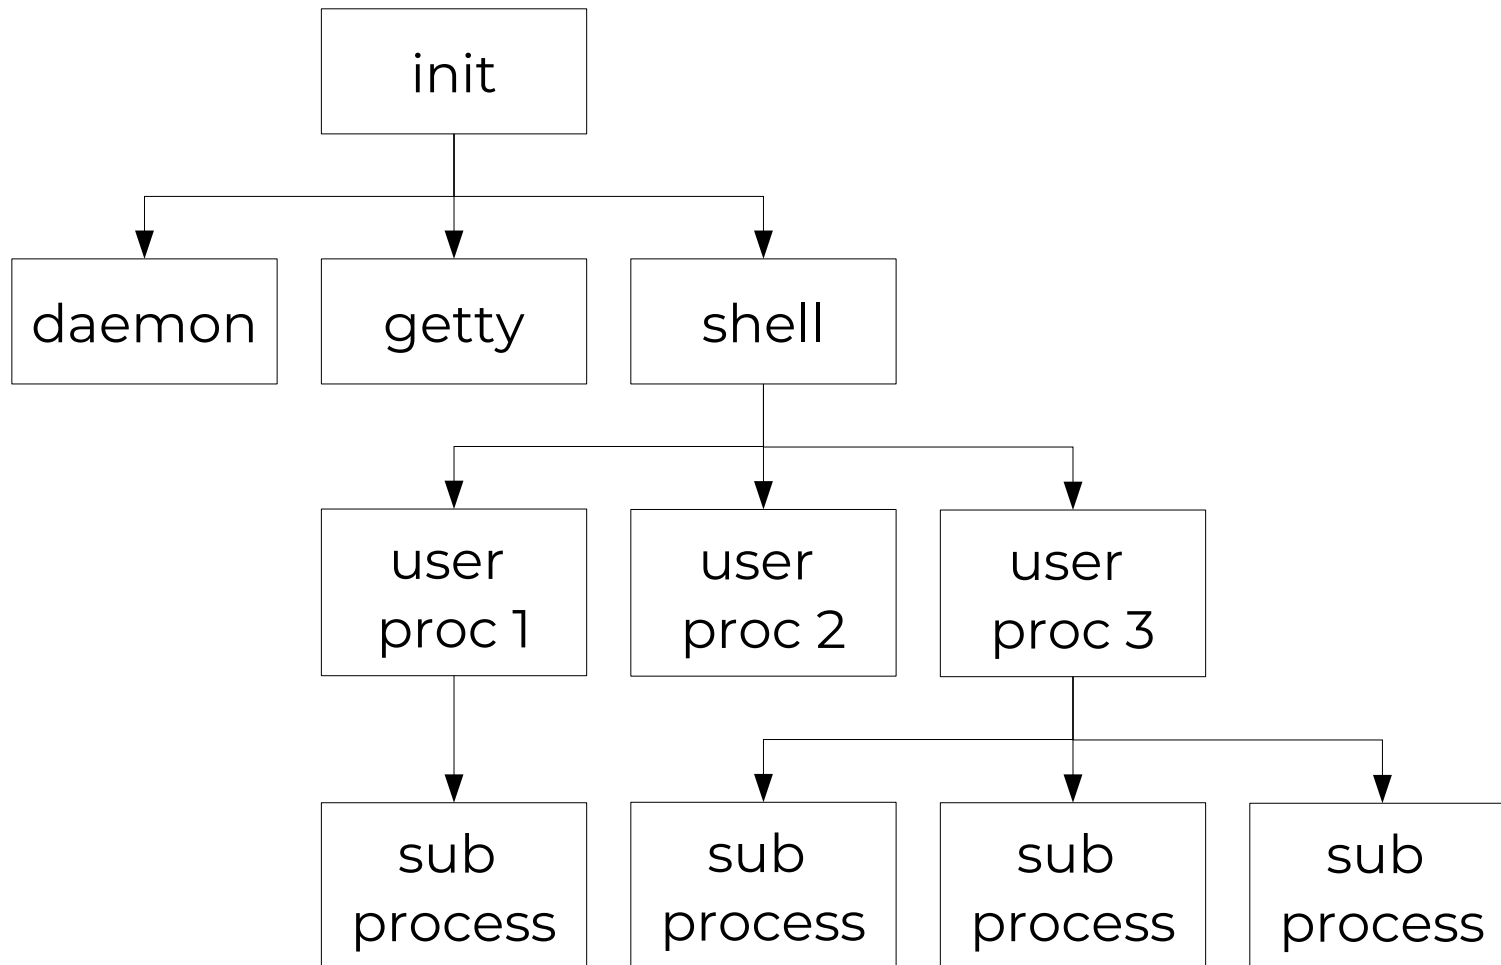 init
daemon
getty
shell
user
proc 1
user
proc 2
user
proc 3
sub
process
sub
process
sub
process
sub
process